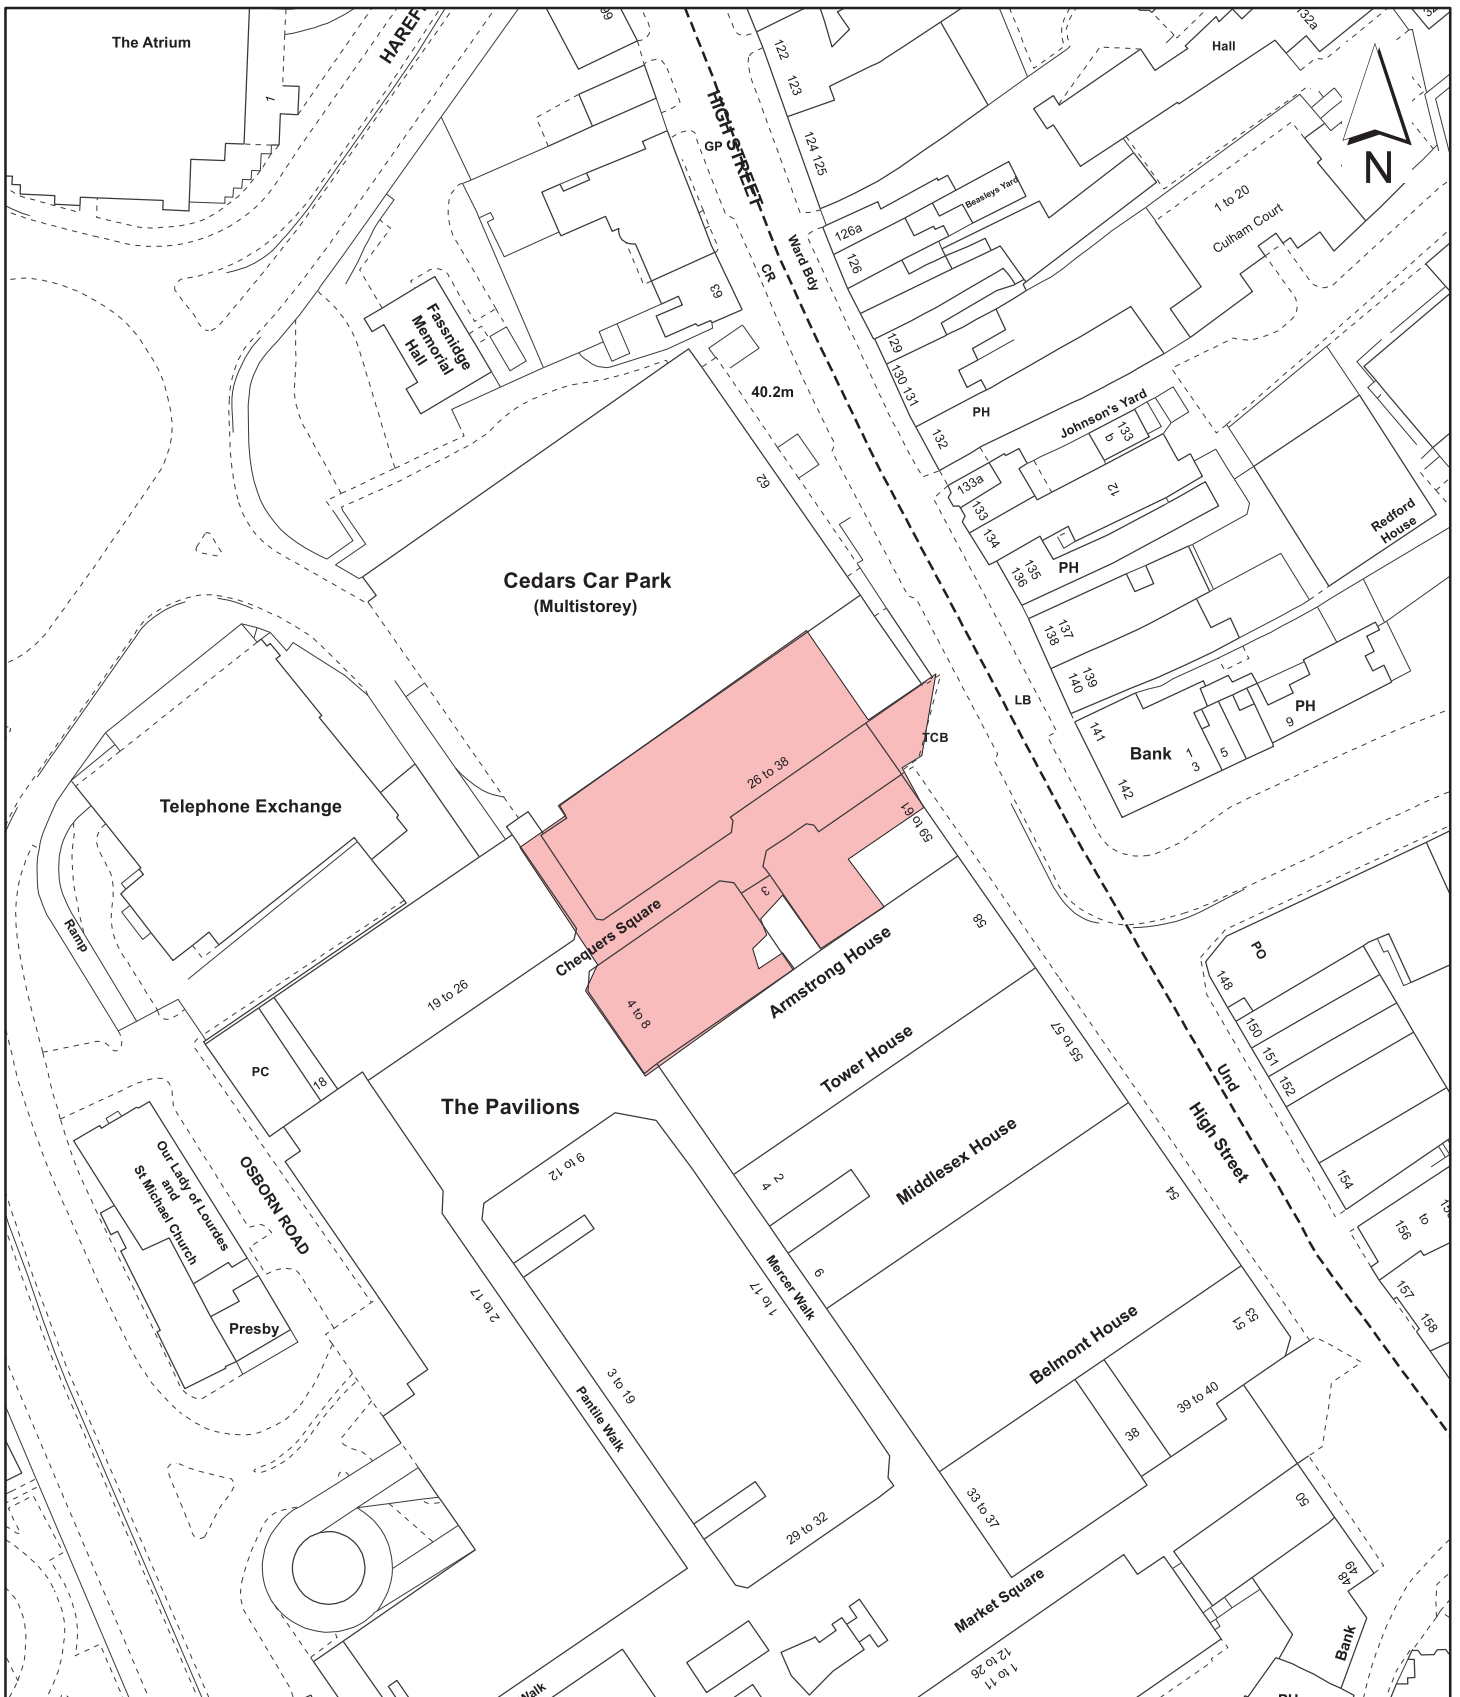 The Atrium
1
99
122
123
124 125
HIGH STREET
GP
Hall
132a
N
126a
126
Beasleys Yard
1 to 20
Culham Court
Ward Bdy
CR
63
Fassnidge
Memorial
Hall
40.2m
129
130 131
132
PH
Johnson's Yard
133
b
133a
133
134
12
135
136
PH
Redford
House
62
Cedars Car Park
(Multistorey)
137
138
139
140
LB
141
142
Bank
1
3
5
9
PH
TCB
26 to 38
Telephone Exchange
59 to 61
3
Chequers Square
Ramp
58
PO
148
150
151
152
154
4 to 8
19 to 26
Armstrong House
Tower House
55 to 57
PC
18
The Pavilions
Und
High Street
Our Lady of Lourdes
and
St Michael Church
OSBORN ROAD
9 to 12
2
4
Middlesex House
54
156
to
157
158
Presby
2 to 17
Mercer Walk
1 to 17
6
3 to 19
Pantile Walk
Belmont House
53
51
39 to 40
38
33 to 37
50
29 to 32
49
48
Market Square
1 to 11
12 to 26
Bank